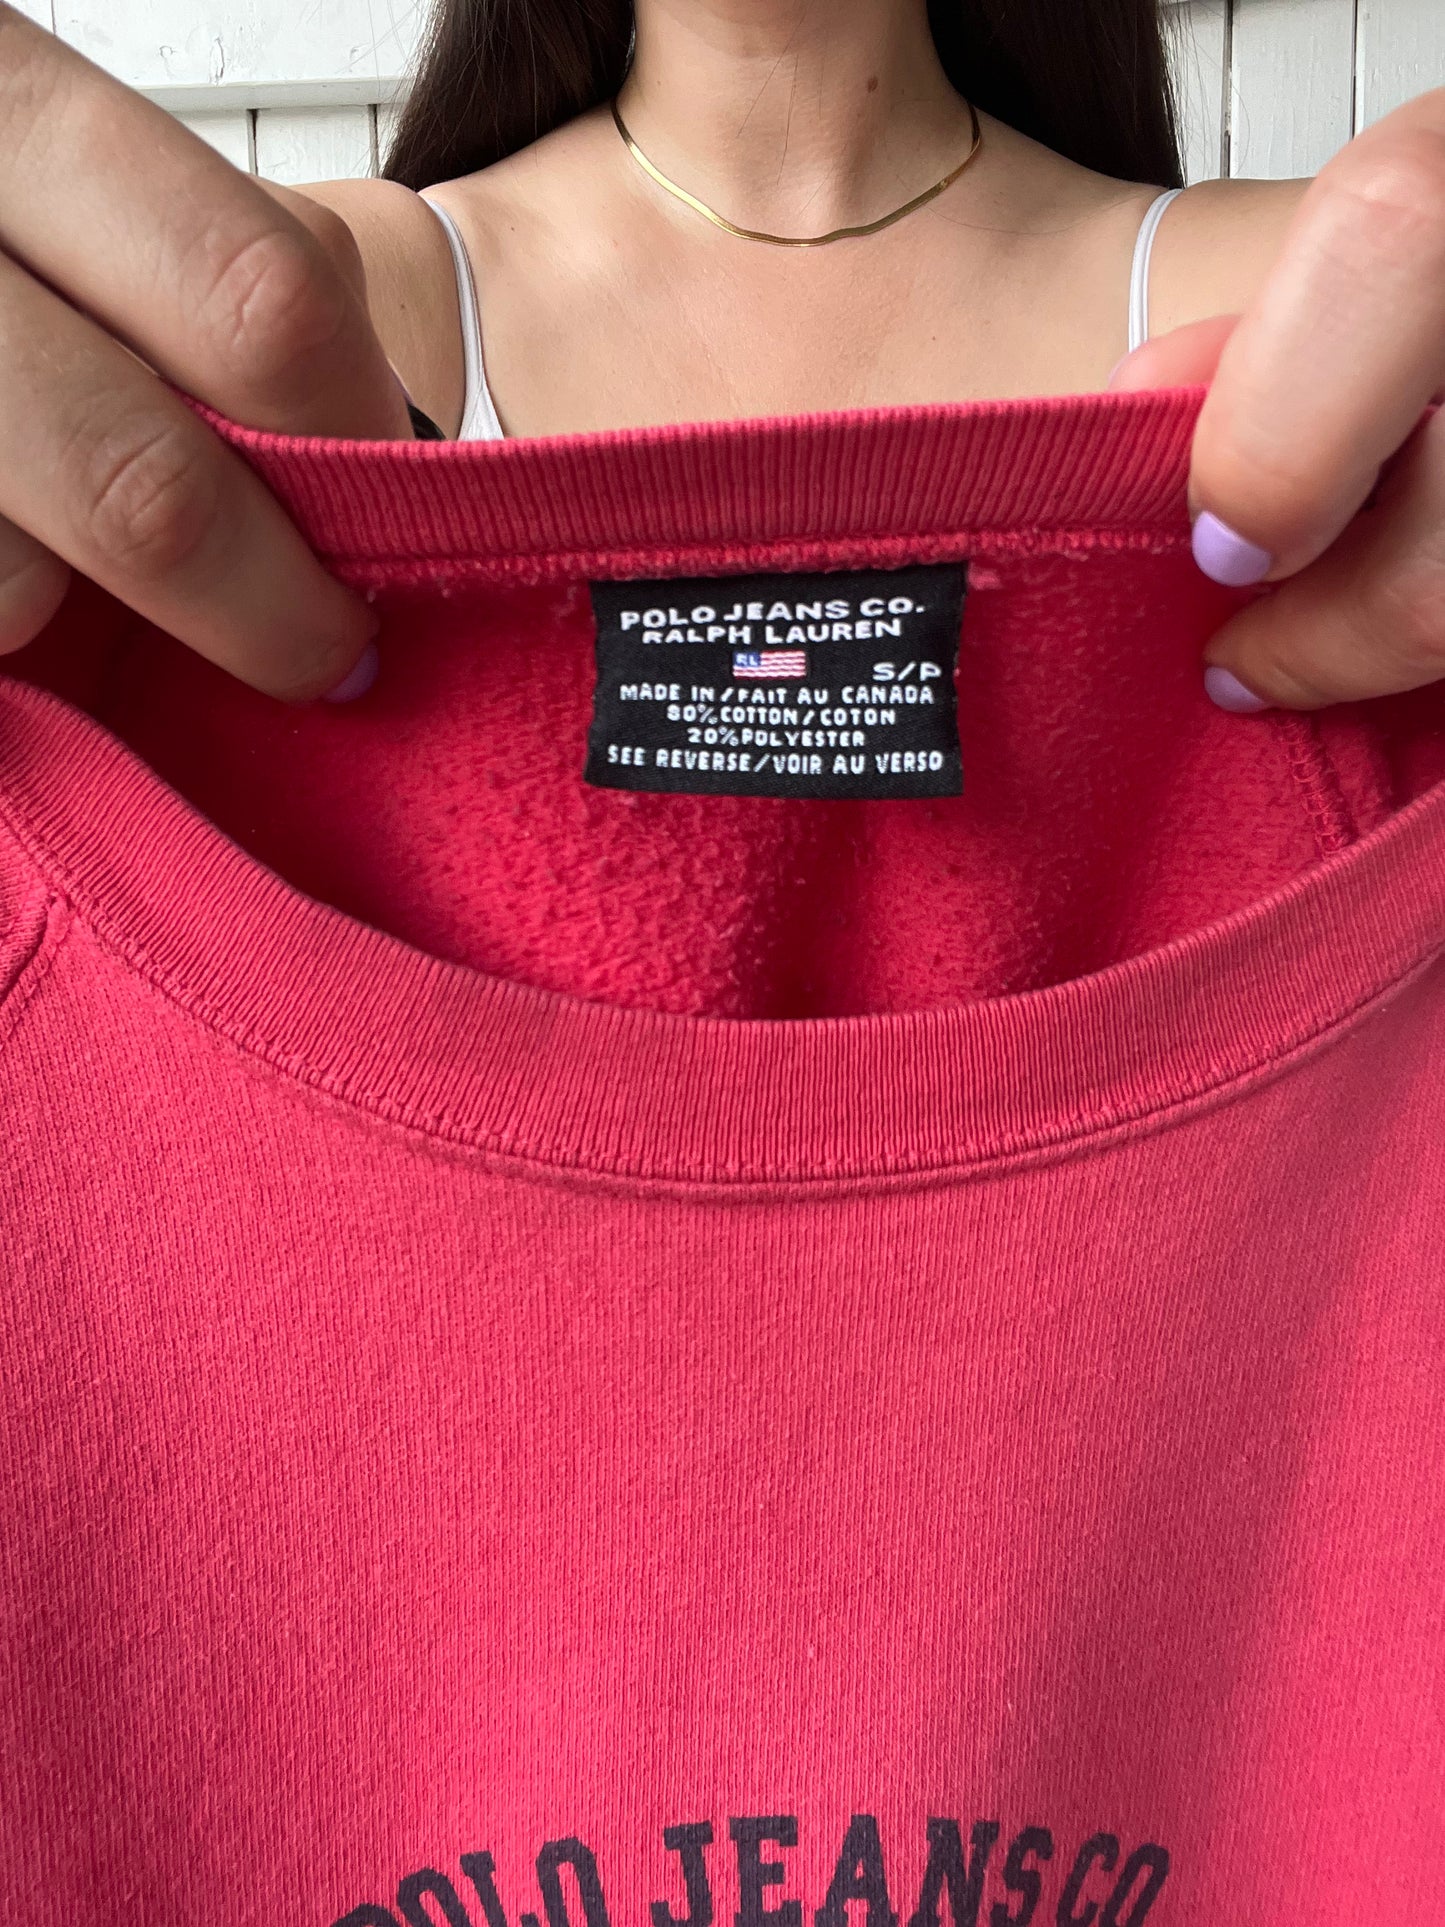 POLO JEANS CO.
RALPH LAUREN
RL
S/P
MADE IN/FAIT AU CANADA
80% COTTON/COTON
20% POLYESTER
SEE REVERSE/VOIR AU VERSO
POLO JEANS CO